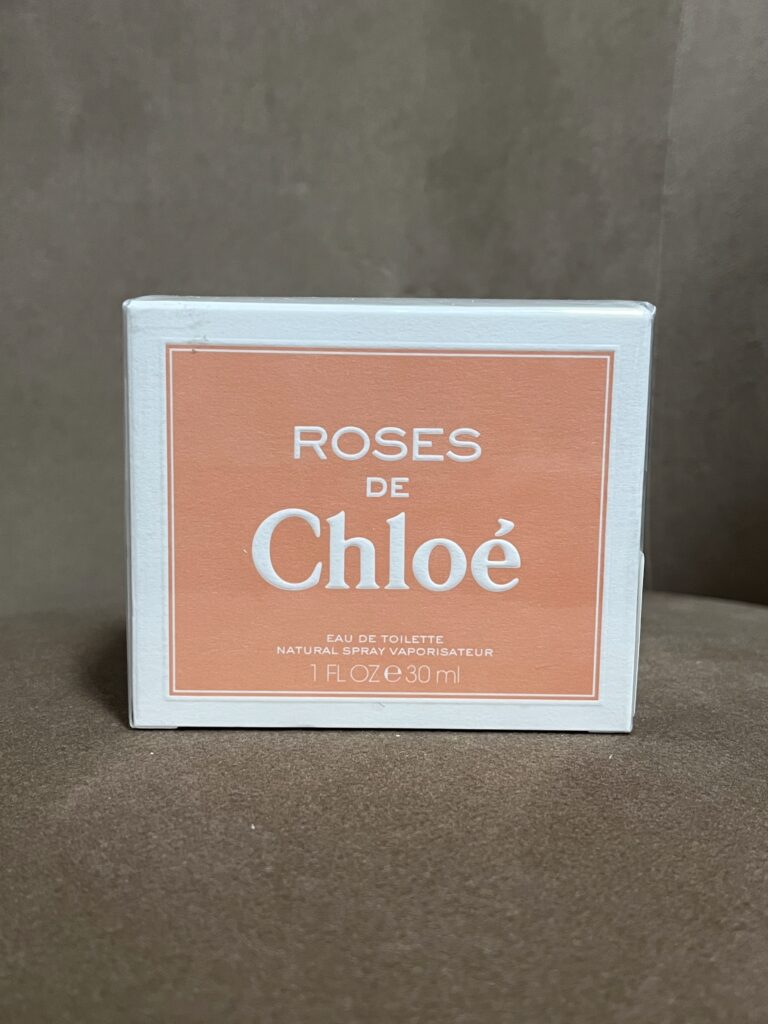 ROSES
DE
Chloé
EAU DE TOILETTE
NATURAL SPRAY VAPORISATEUR
1 FL OZ e 30 ml